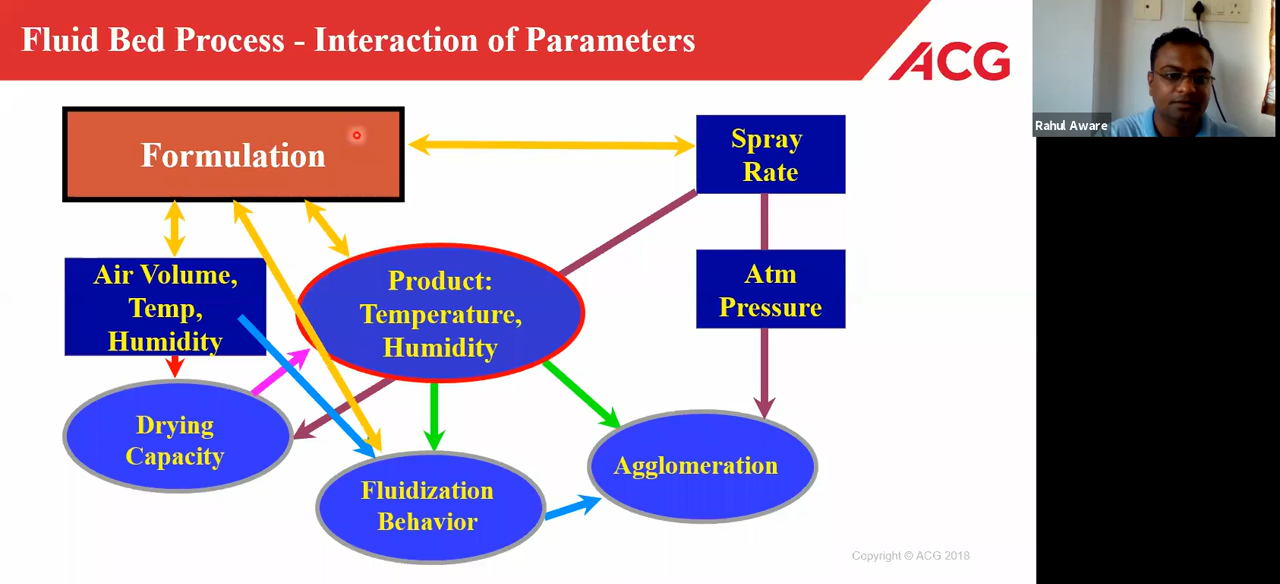 Fluid Bed Process - Interaction of Parameters
ACG
Rahul Aware
Formulation
Spray
Rate
Air Volume,
Temp,
Humidity
Product:
Temperature,
Humidity
Atm
Pressure
Drying
Capacity
Fluidization
Behavior
Agglomeration
Copyright © ACG 2018